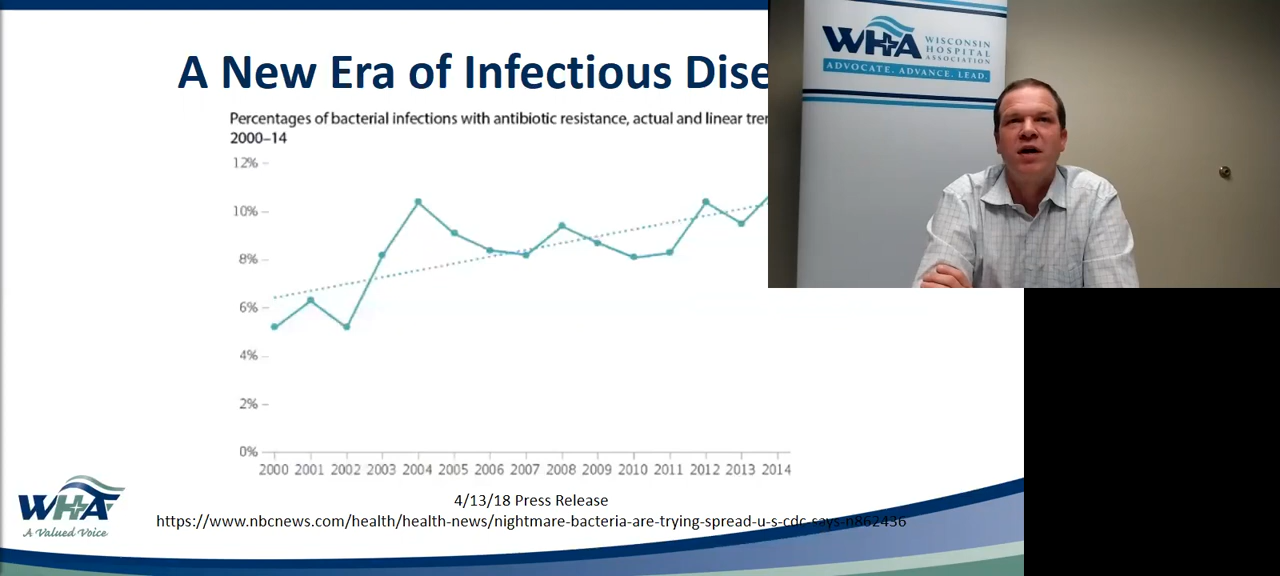 A New Era of Infectious Dise
Percentages of bacterial infections with antibiotic resistance, actual and linear tren
2000–14
12%
10%
8%
6%
4%
2%
0%
2000 2001 2002 2003 2004 2005 2006 2007 2008 2009 2010 2011 2012 2013 2014
4/13/18 Press Release
https://www.nbcnews.com/health/health-news/nightmare-bacteria-are-trying-spread-u-s-cdc-says-n862436
WHA
A Valued Voice
WHA
WISCONSIN
HOSPITAL
ASSOCIATION
ADVOCATE. ADVANCE. LEAD.